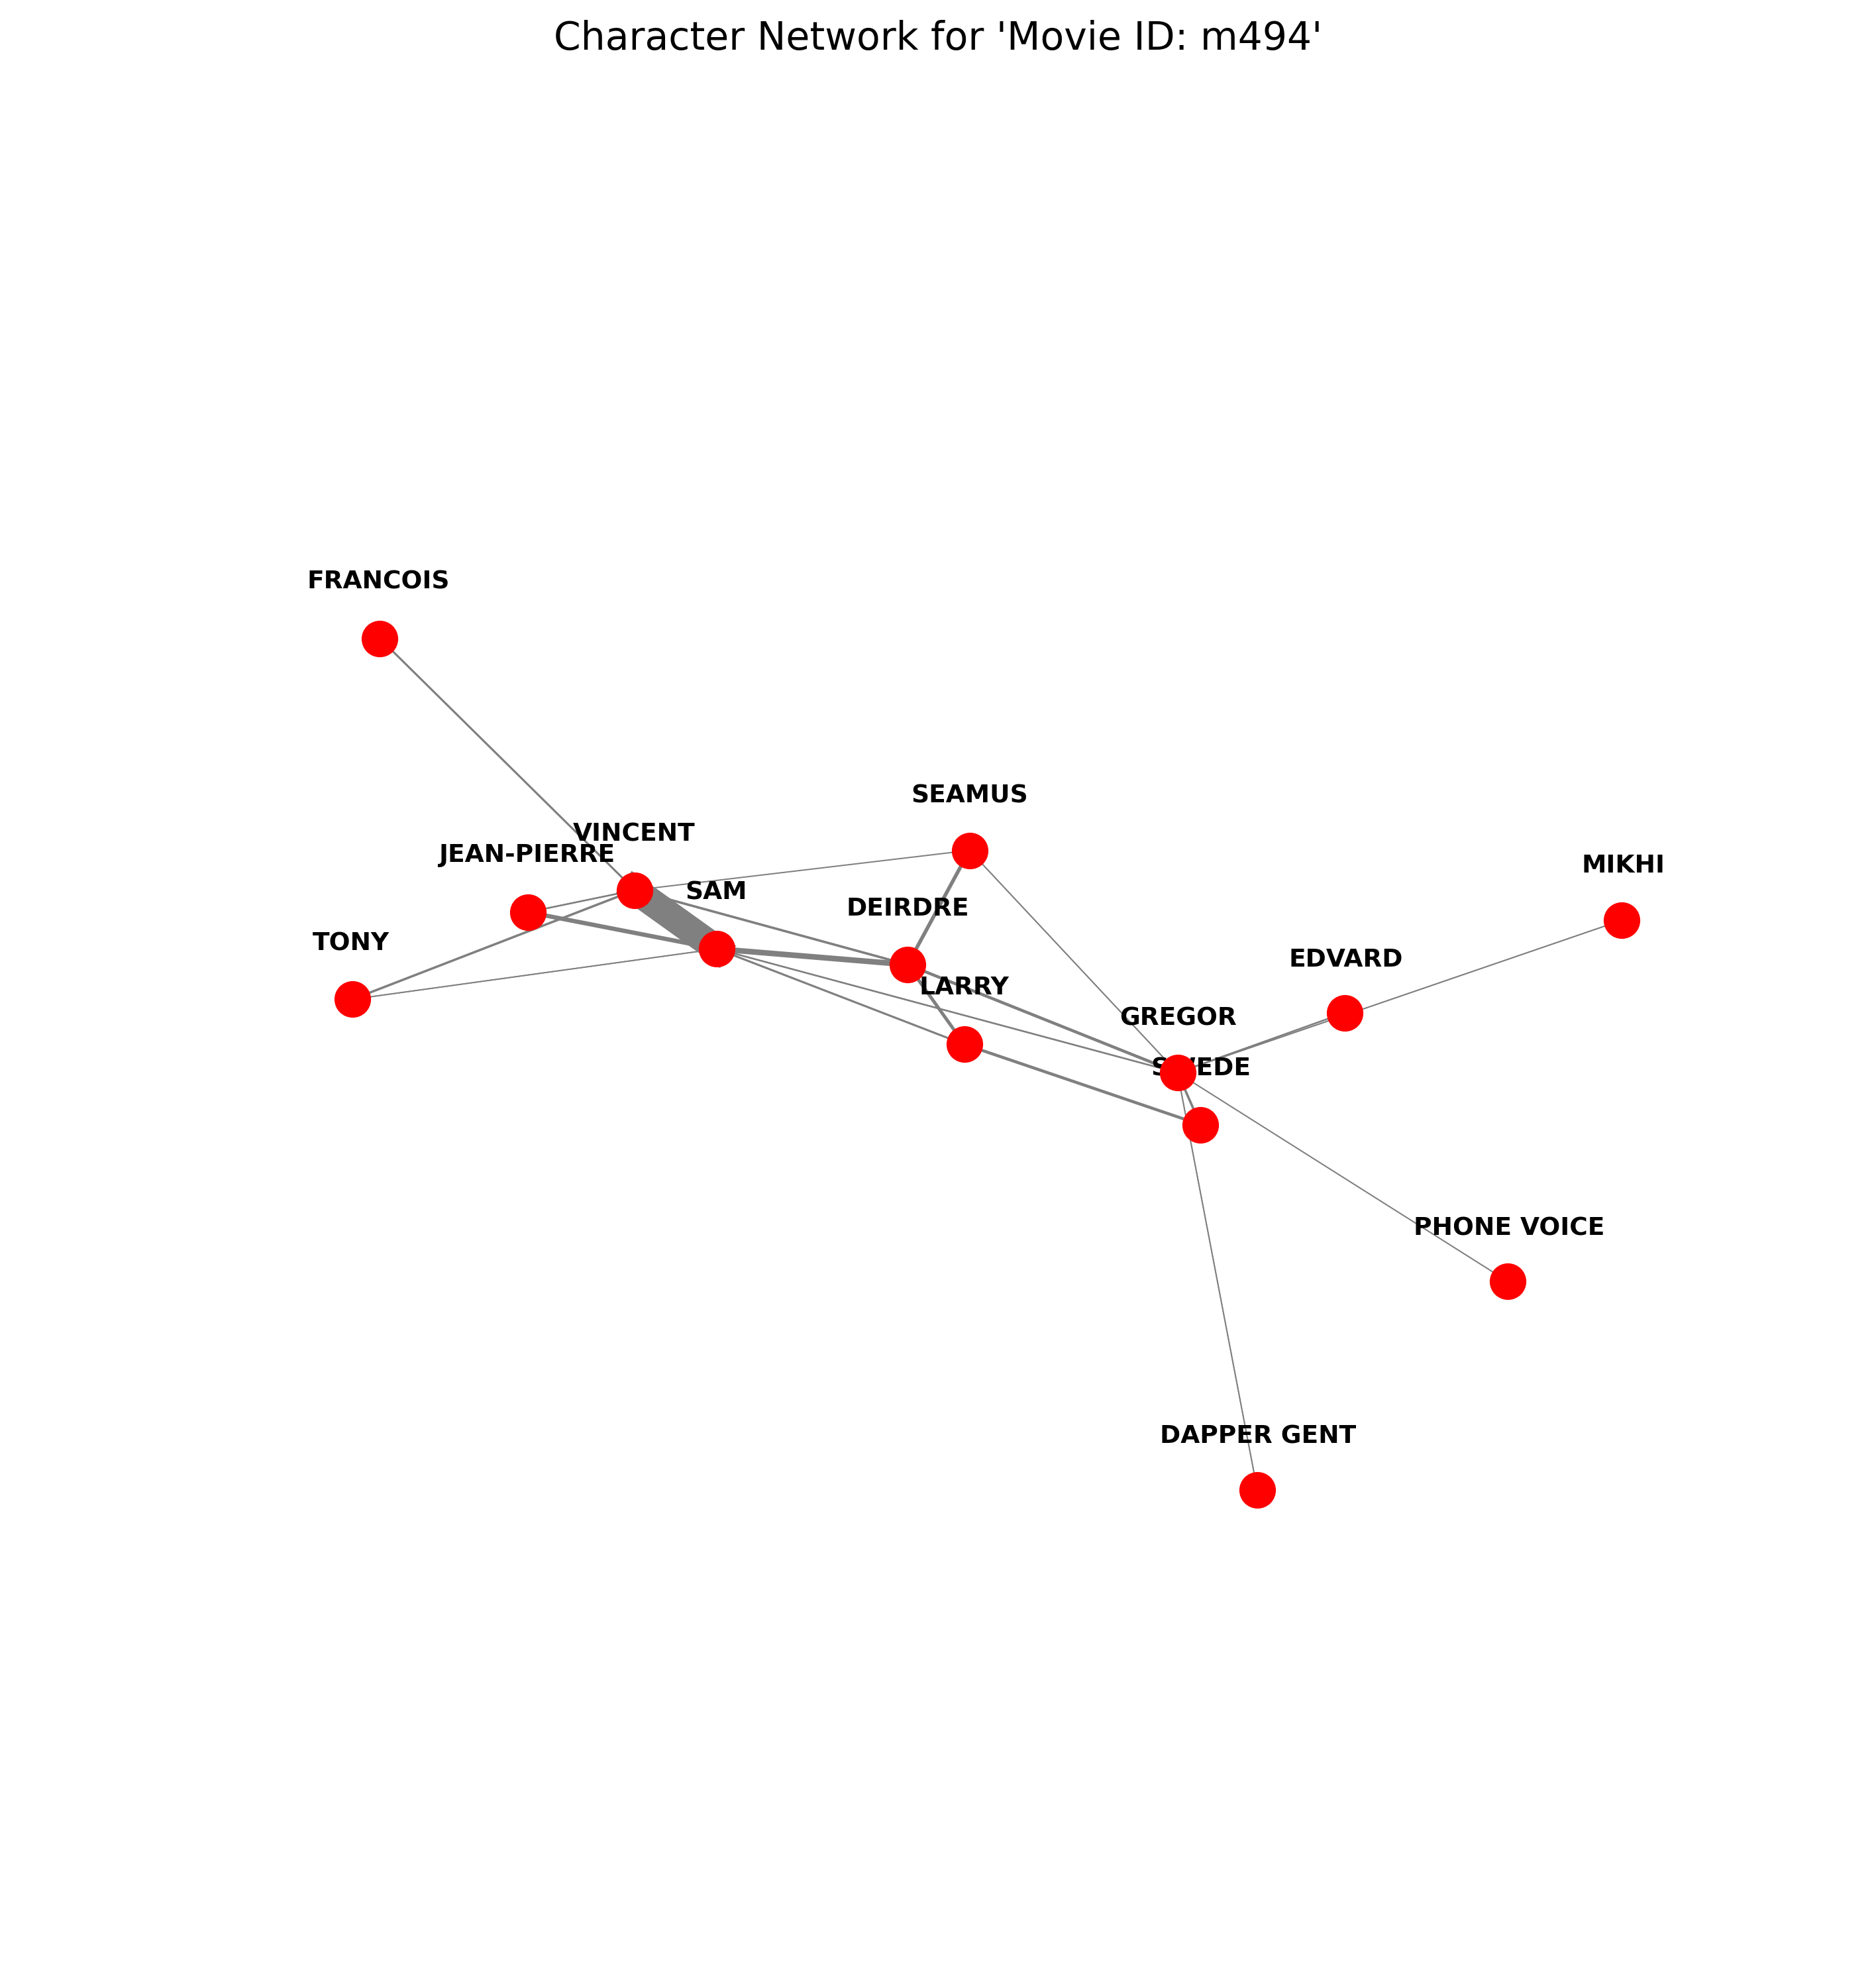 Character Network for 'Movie ID: m494'
FRANCOIS
SEAMUS
VINCENT
JEAN-PIERRE
MIKHI
SAM
DEIRDRE
TONY
EDVARD
LARRY
GREGOR
SWEDE
PHONE VOICE
DAPPER GENT